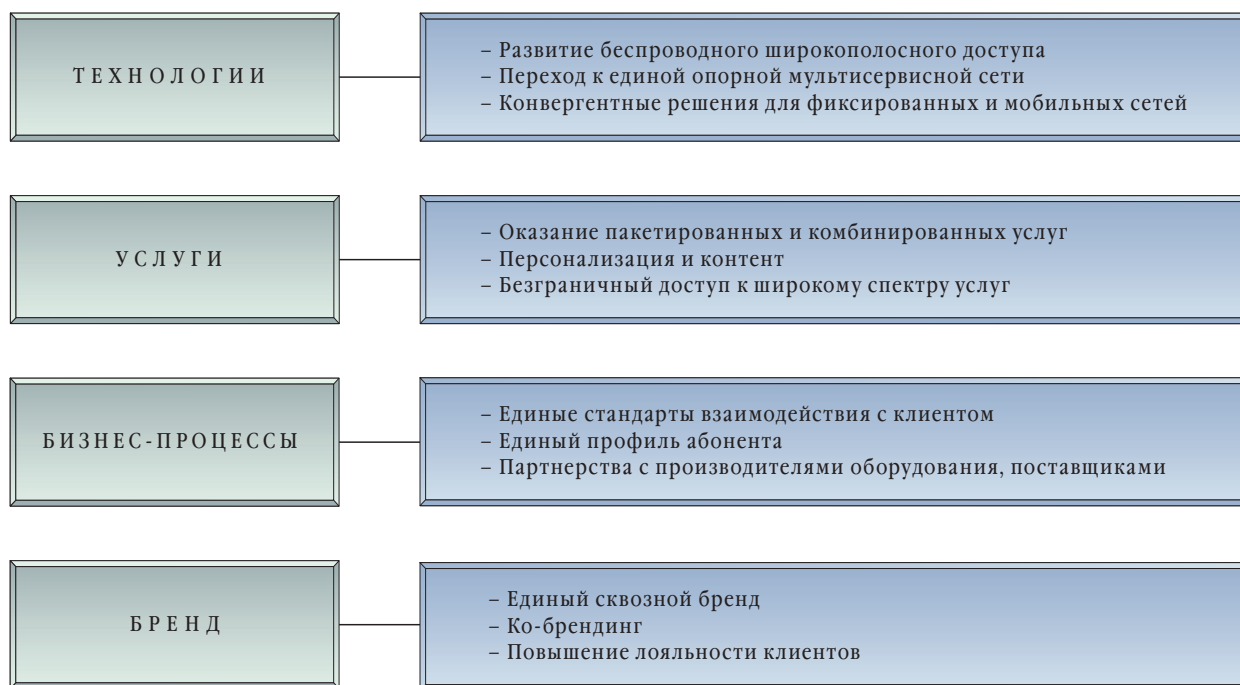 ТЕХНОЛОГИИ
– Развитие беспроводного широкополосного доступа
– Переход к единой опорной мультисервисной сети
– Конвергентные решения для фиксированных и мобильных сетей
УСЛУГИ
– Оказание пакетированных и комбинированных услуг
– Персонализация и контент
– Безграничный доступ к широкому спектру услуг
БИЗНЕС-ПРОЦЕССЫ
– Единые стандарты взаимодействия с клиентом
– Единый профиль абонента
– Партнерства с производителями оборудования, поставщиками
БРЕНД
– Единый сквозной бренд
– Ко-брендинг
– Повышение лояльности клиентов